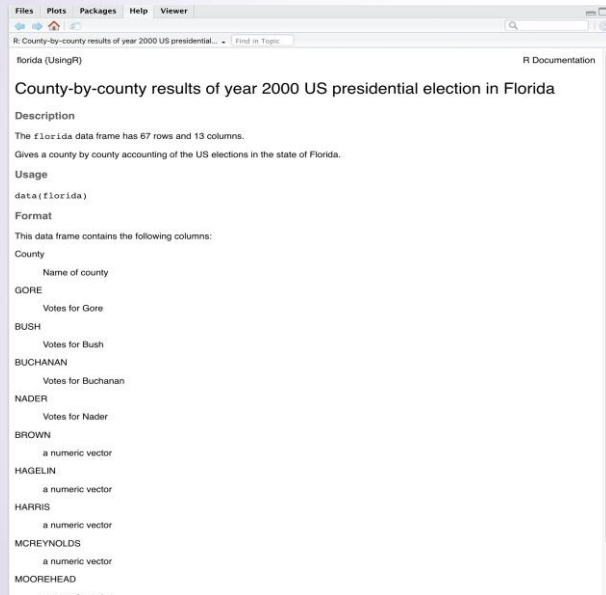 Files Plots Packages Help Viewer
R: County-by-county results of year 2000 US presidential... Find in Topic
florida {UsingR} R Documentation
County-by-county results of year 2000 US presidential election in Florida
Description
The florida data frame has 67 rows and 13 columns.
Gives a county by county accounting of the US elections in the state of Florida.
Usage
data(florida)
Format
This data frame contains the following columns:
County
Name of county
GORE
Votes for Gore
BUSH
Votes for Bush
BUCHANAN
Votes for Buchanan
NADER
Votes for Nader
BROWN
a numeric vector
HAGELIN
a numeric vector
HARRIS
a numeric vector
MCREYNOLDS
a numeric vector
MOOREHEAD